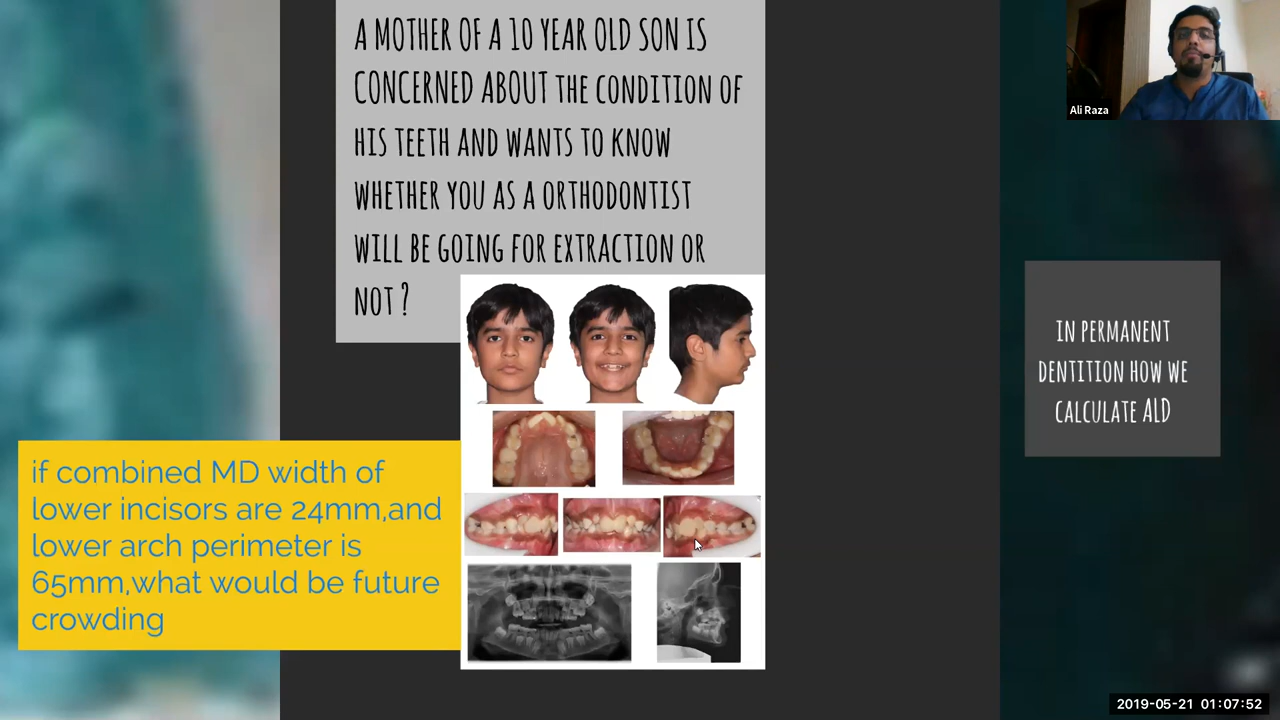 A MOTHER OF A 10 YEAR OLD SON IS
CONCERNED ABOUT THE CONDITION OF
HIS TEETH AND WANTS TO KNOW
WHETHER YOU AS A ORTHODONTIST
WILL BE GOING FOR EXTRACTION OR
NOT ?
if combined MD width of
lower incisors are 24mm,and
lower arch perimeter is
65mm,what would be future
crowding
IN PERMANENT
DENTITION HOW WE
CALCULATE ALD
Ali Raza
2019-05-21 01:07:52